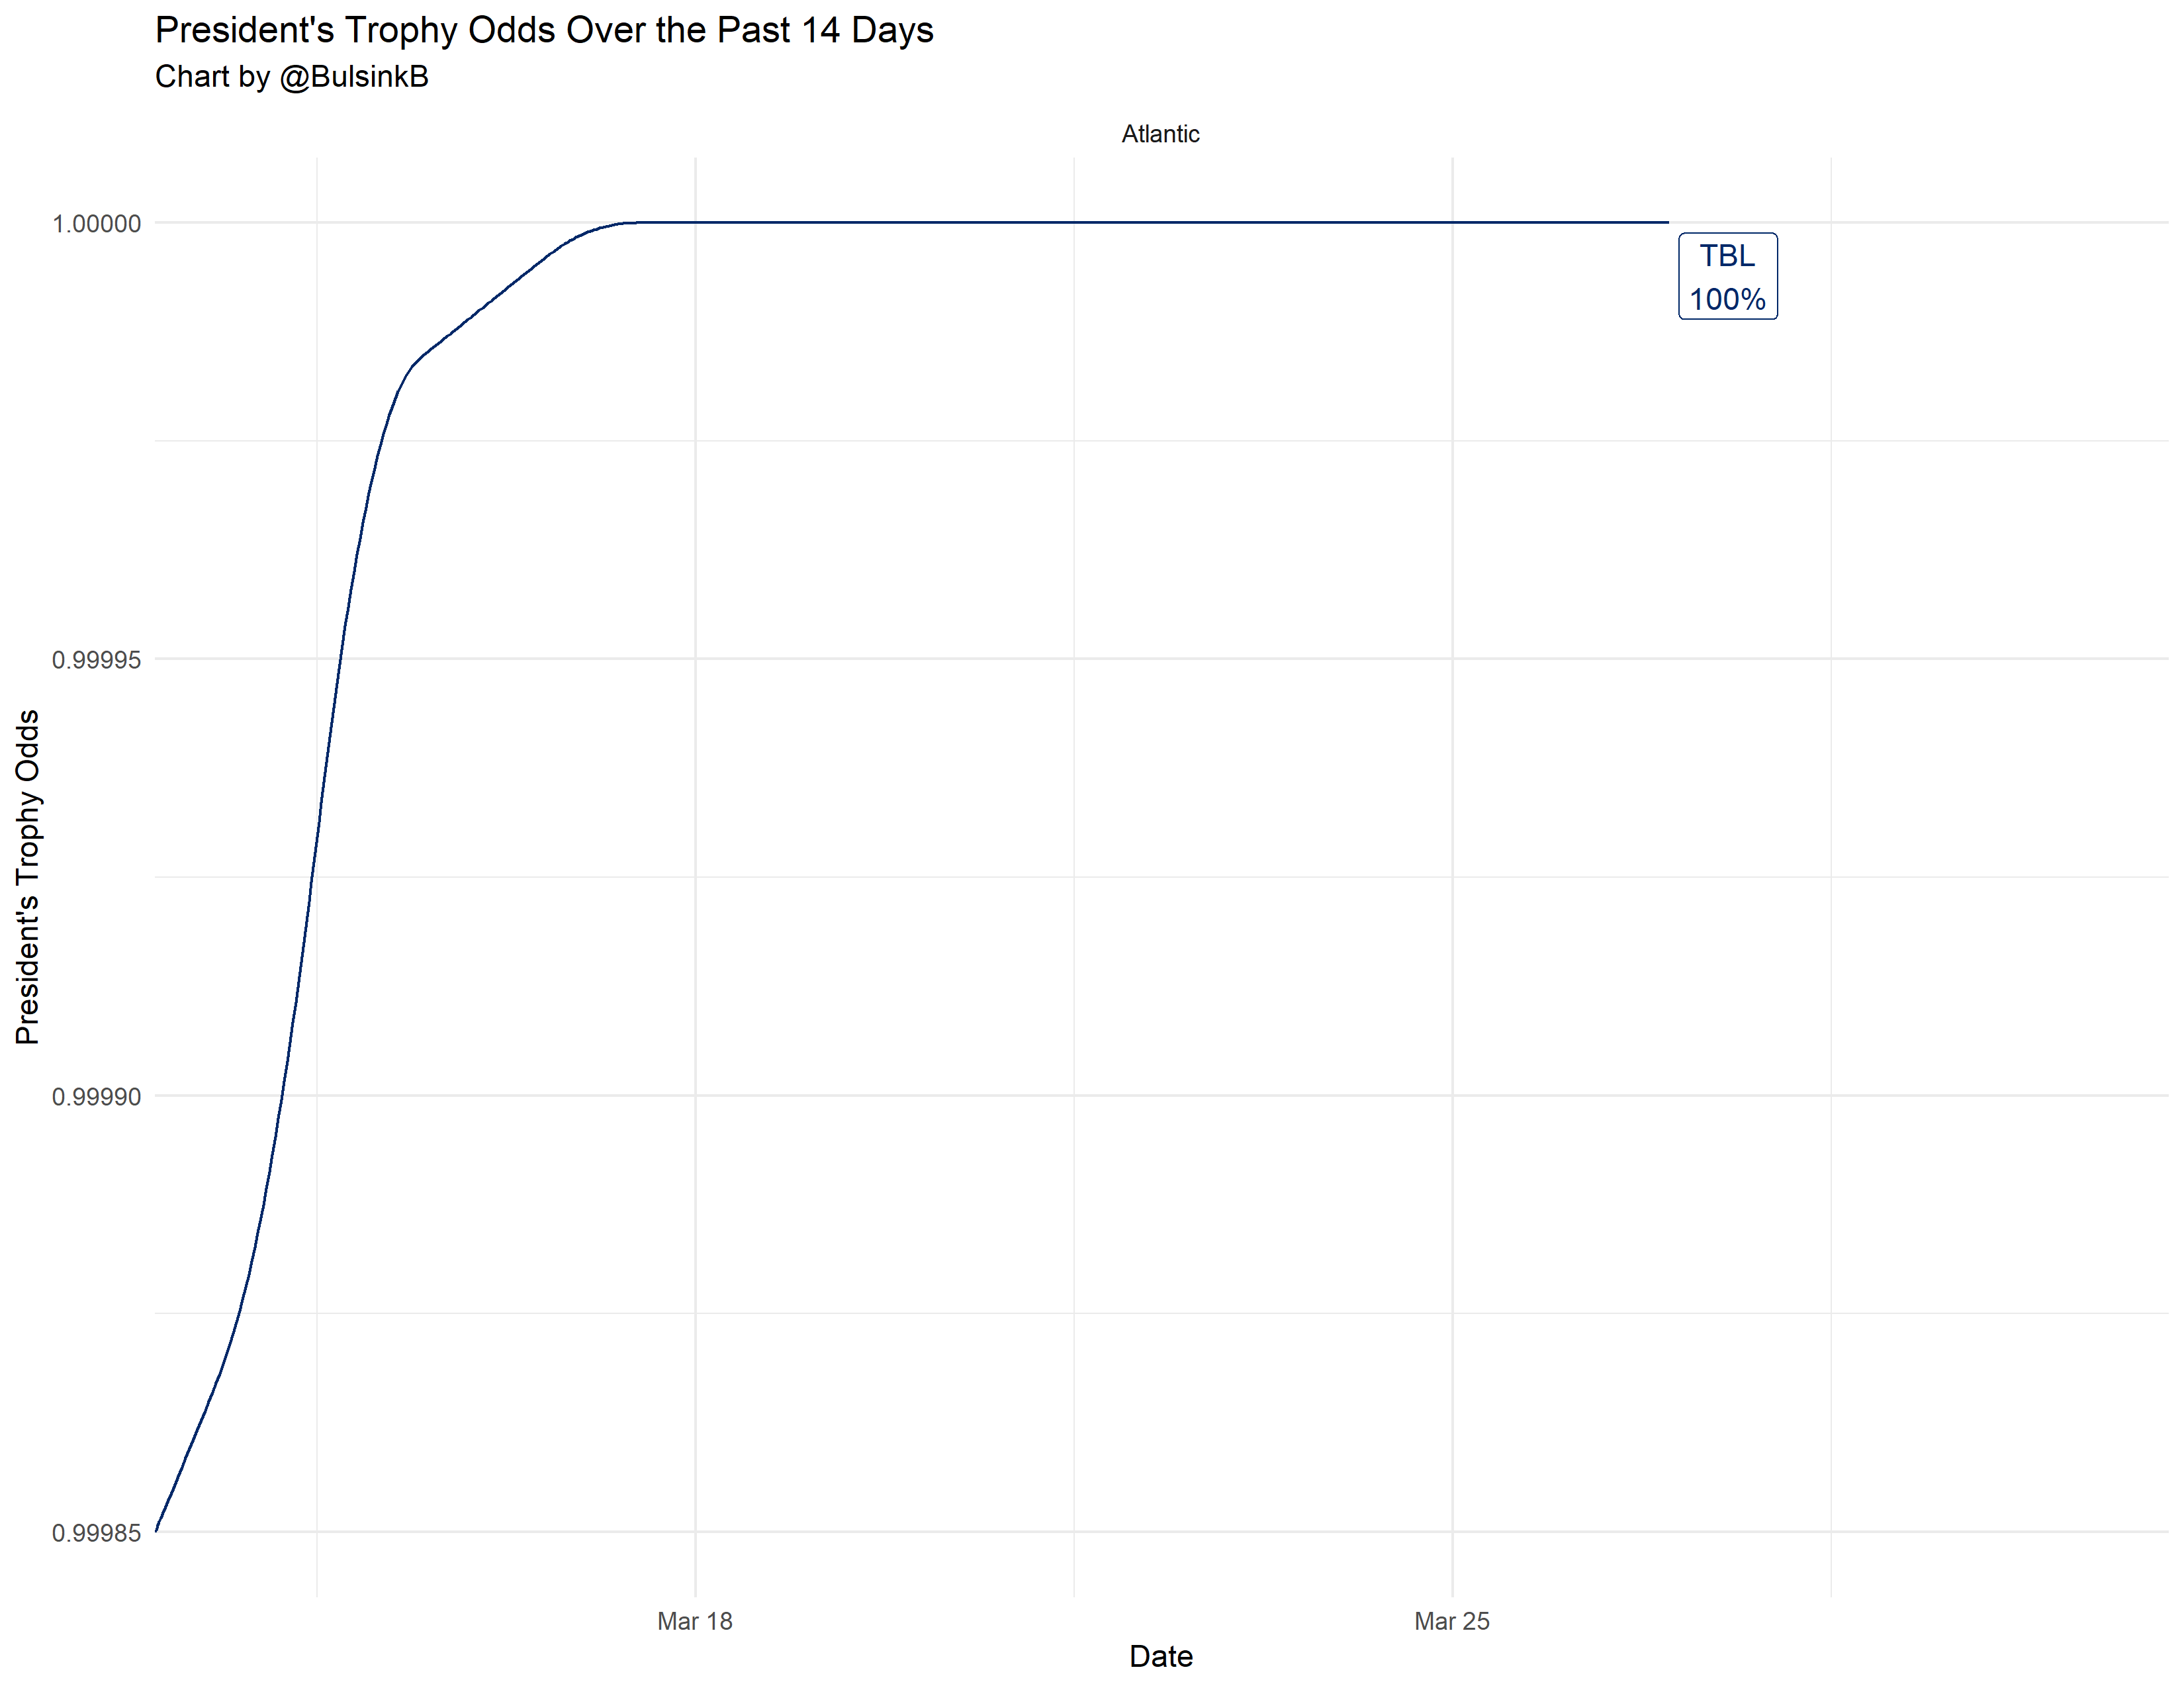 President's Trophy Odds Over the Past 14 Days
Chart by @BulsinkB
Atlantic
1.00000
TBL
100%
0.99995
President's Trophy Odds
0.99990
0.99985
Mar 18
Mar 25
Date